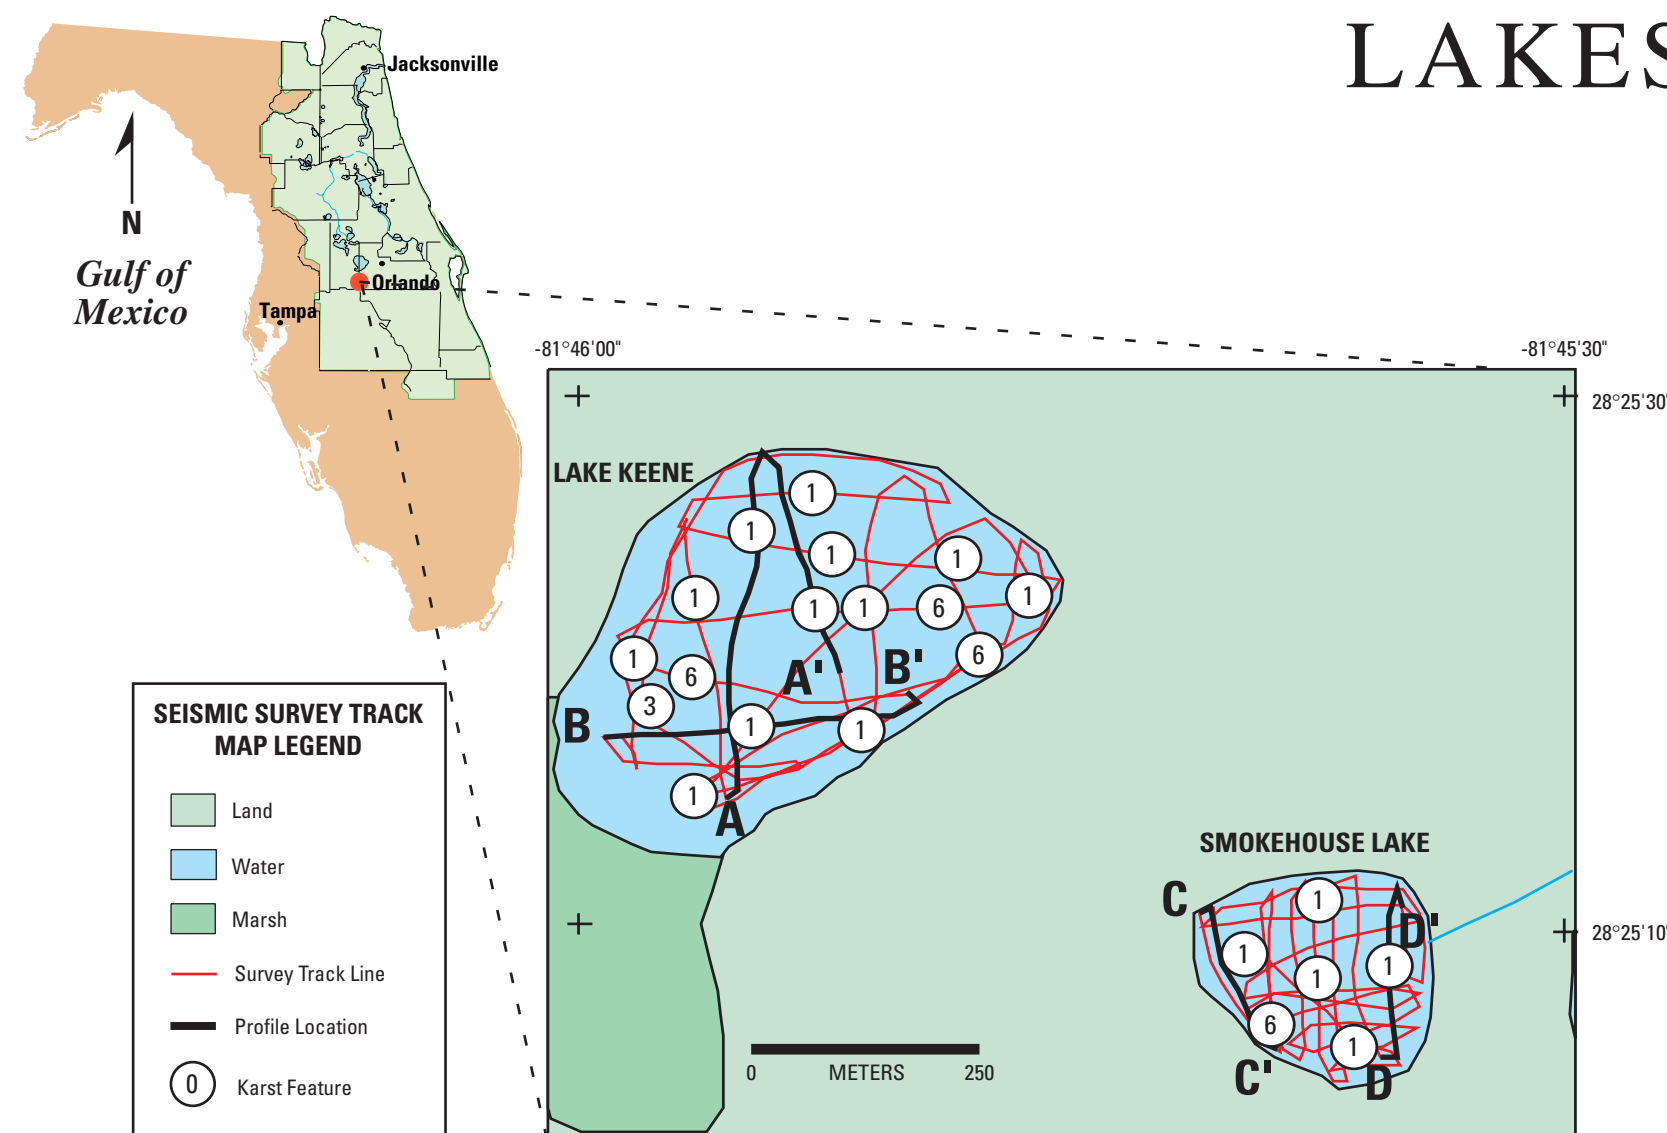 LAKES
Jacksonville
N
Gulf of
Mexico
Orlando
Tampa
-81°46'00"
-81°45'30"
28°25'30"
LAKE KEENE
1
1
1
1
1
1
1
6
1
1
6
6
3
A'
B'
B
1
1
1
A
SEISMIC SURVEY TRACK
MAP LEGEND
Land
Water
Marsh
Survey Track Line
Profile Location
0 Karst Feature
SMOKEHOUSE LAKE
C
1
D'
28°25'10"
1
1
1
6
1
C'
D
0 METERS 250